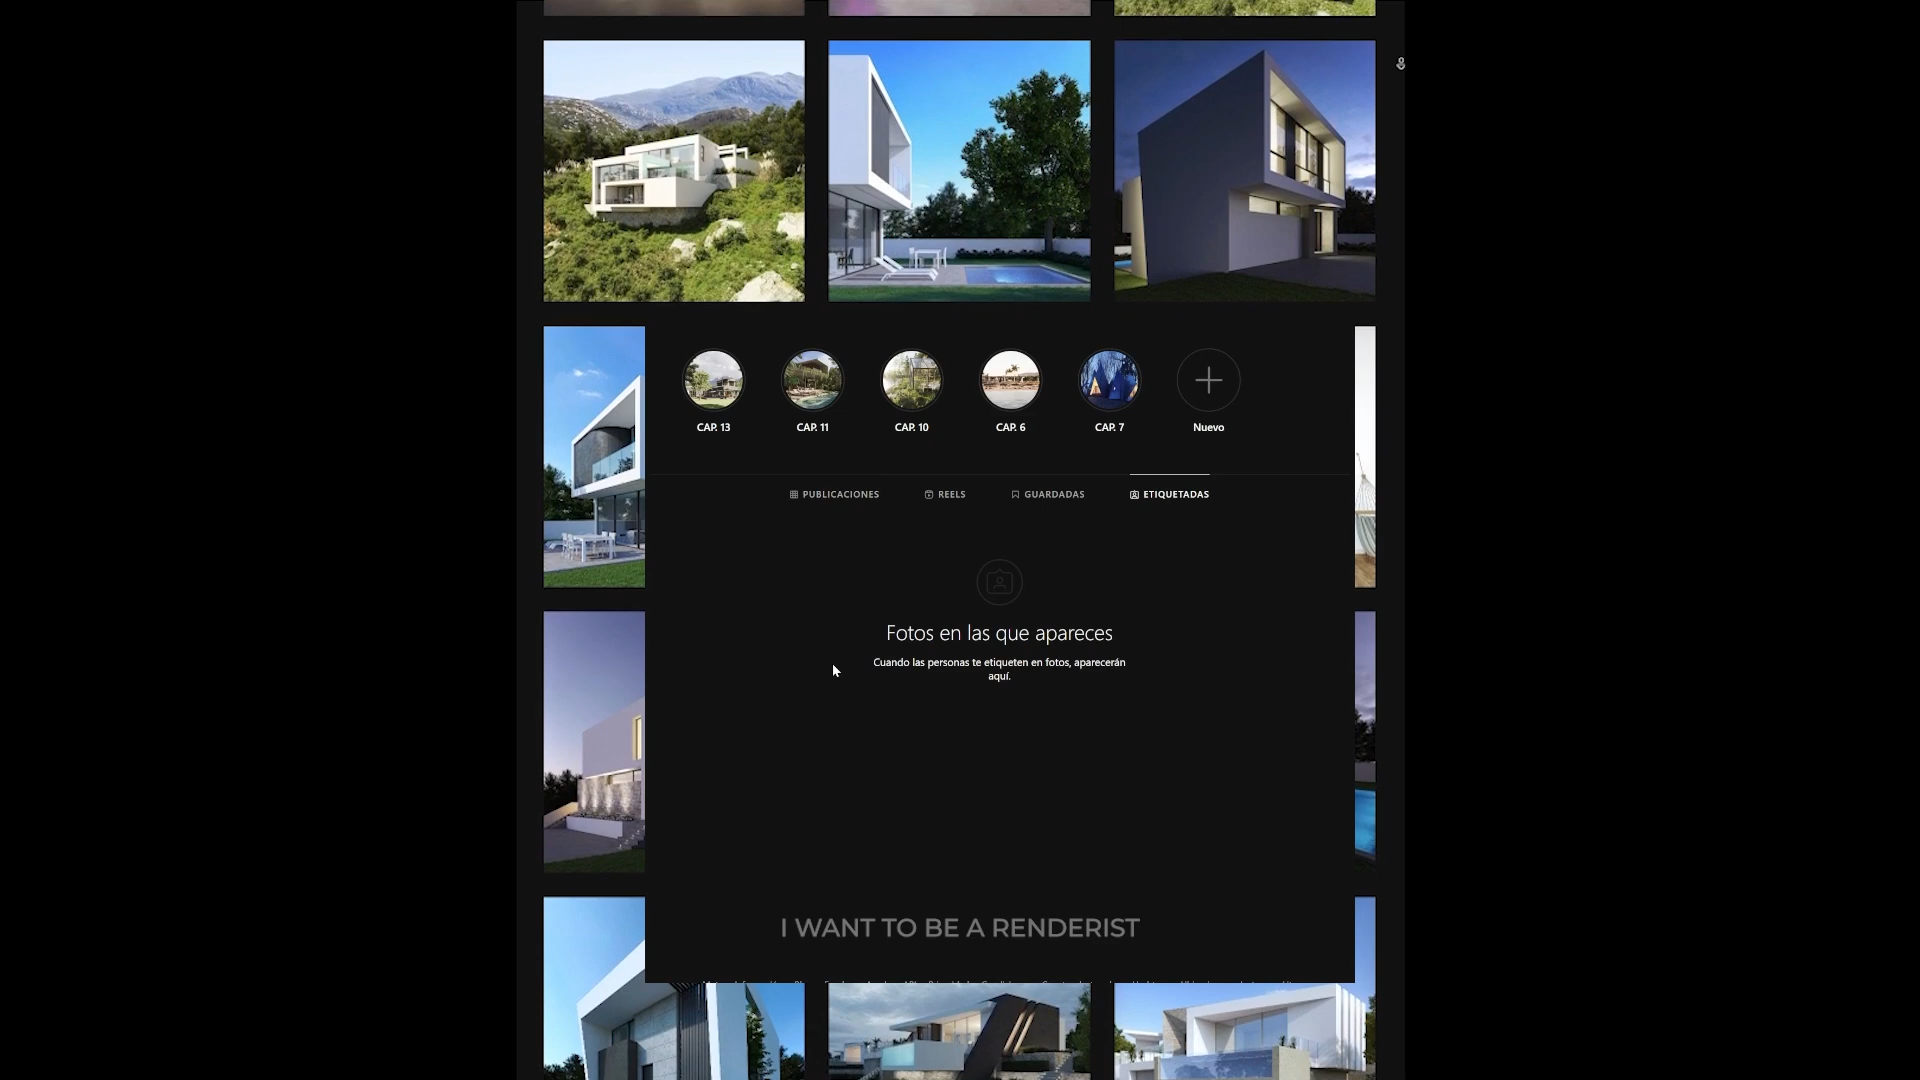 CAP. 13
CAP. 11
CAP. 10
CAP. 6
CAP. 7
Nuevo
PUBLICACIONES
REELS
GUARDADAS
ETIQUETADAS
Fotos en las que apareces
Cuando las personas te etiqueten en fotos, aparecerán
aquí.
I WANT TO BE A RENDERIST